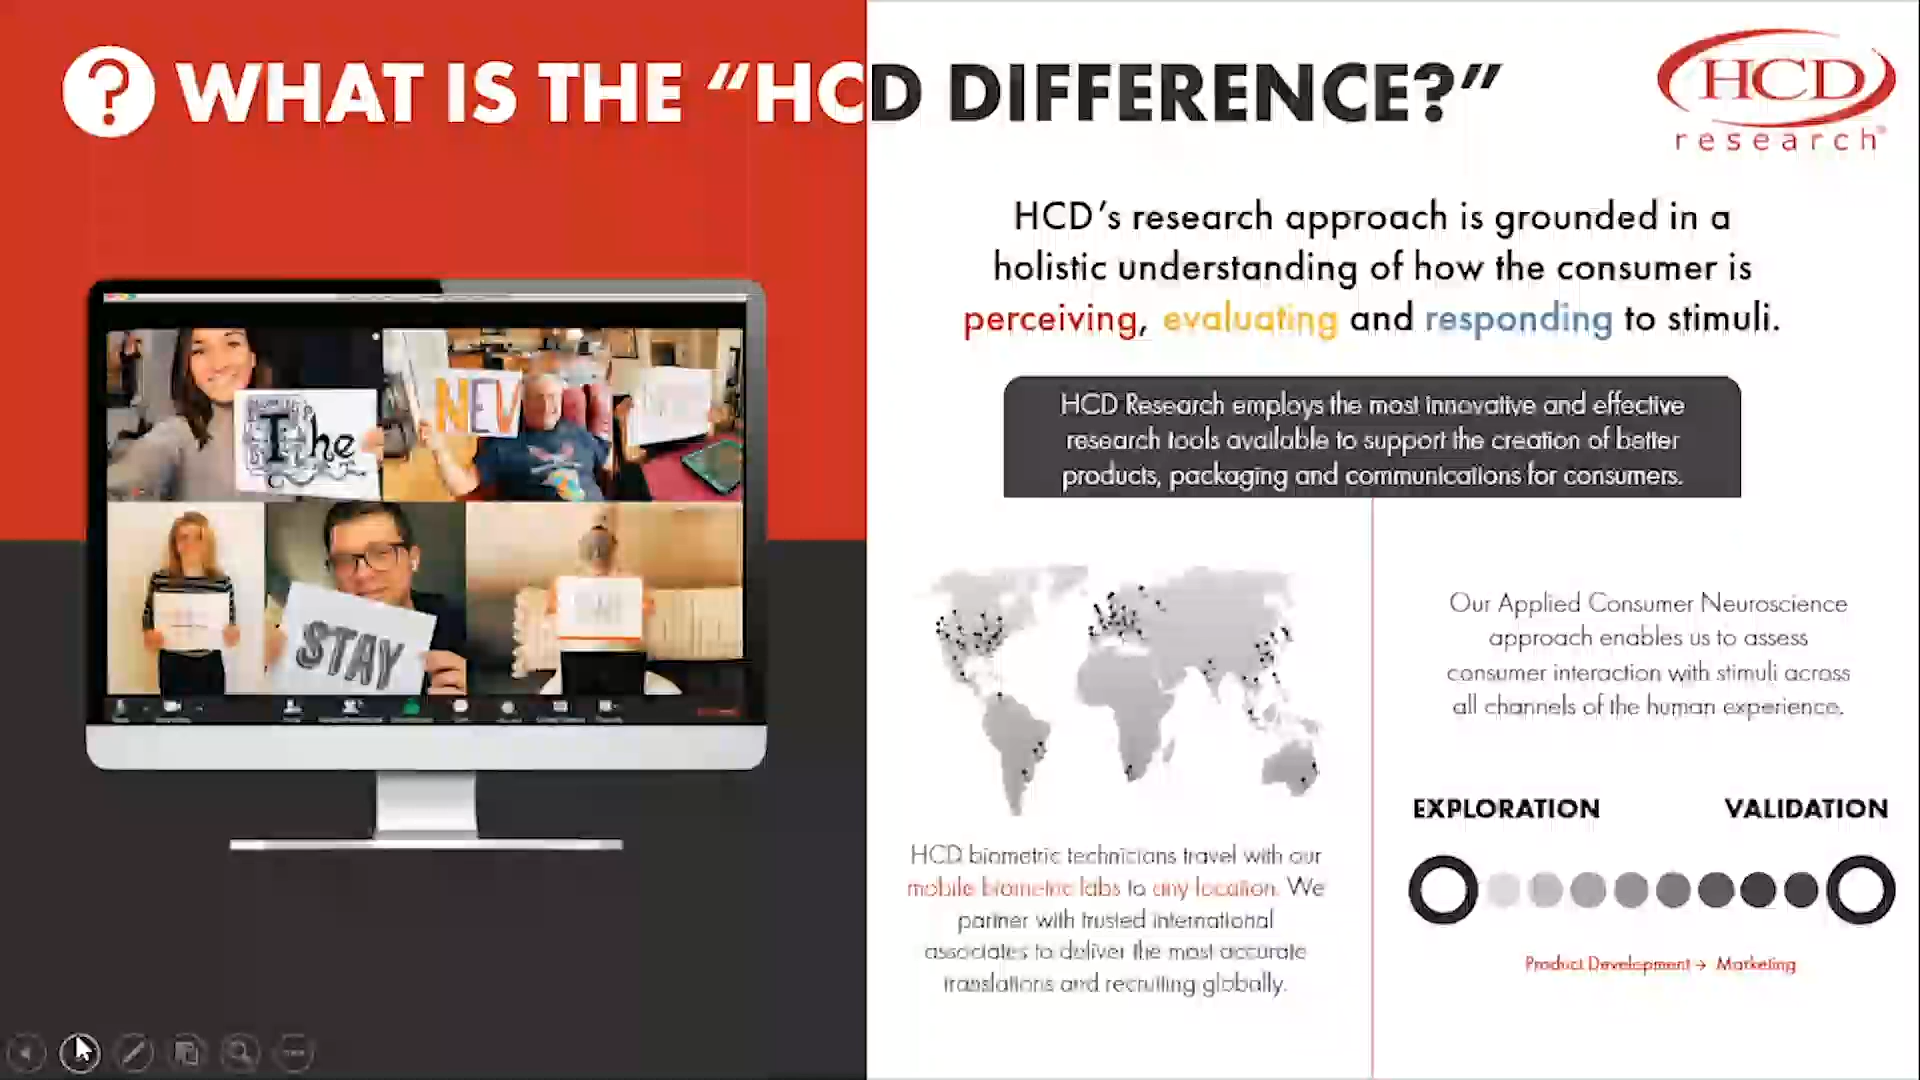 ? WHAT IS THE “HCD DIFFERENCE?”
HCD
research
HCD’s research approach is grounded in a
holistic understanding of how the consumer is
perceiving, evaluating and responding to stimuli.
HCD Research employs the most innovative and effective
research tools available to support the creation of better
products, packaging and communications for consumers.
The
NEV
STAY
HCD biometric technicians travel with our
mobile biometric labs to any location. We
partner with trusted international
associates to deliver the most accurate
translations and recruiting globally.
Our Applied Consumer Neuroscience
approach enables us to assess
consumer interaction with stimuli across
all channels of the human experience.
EXPLORATION VALIDATION
Product Development → Marketing